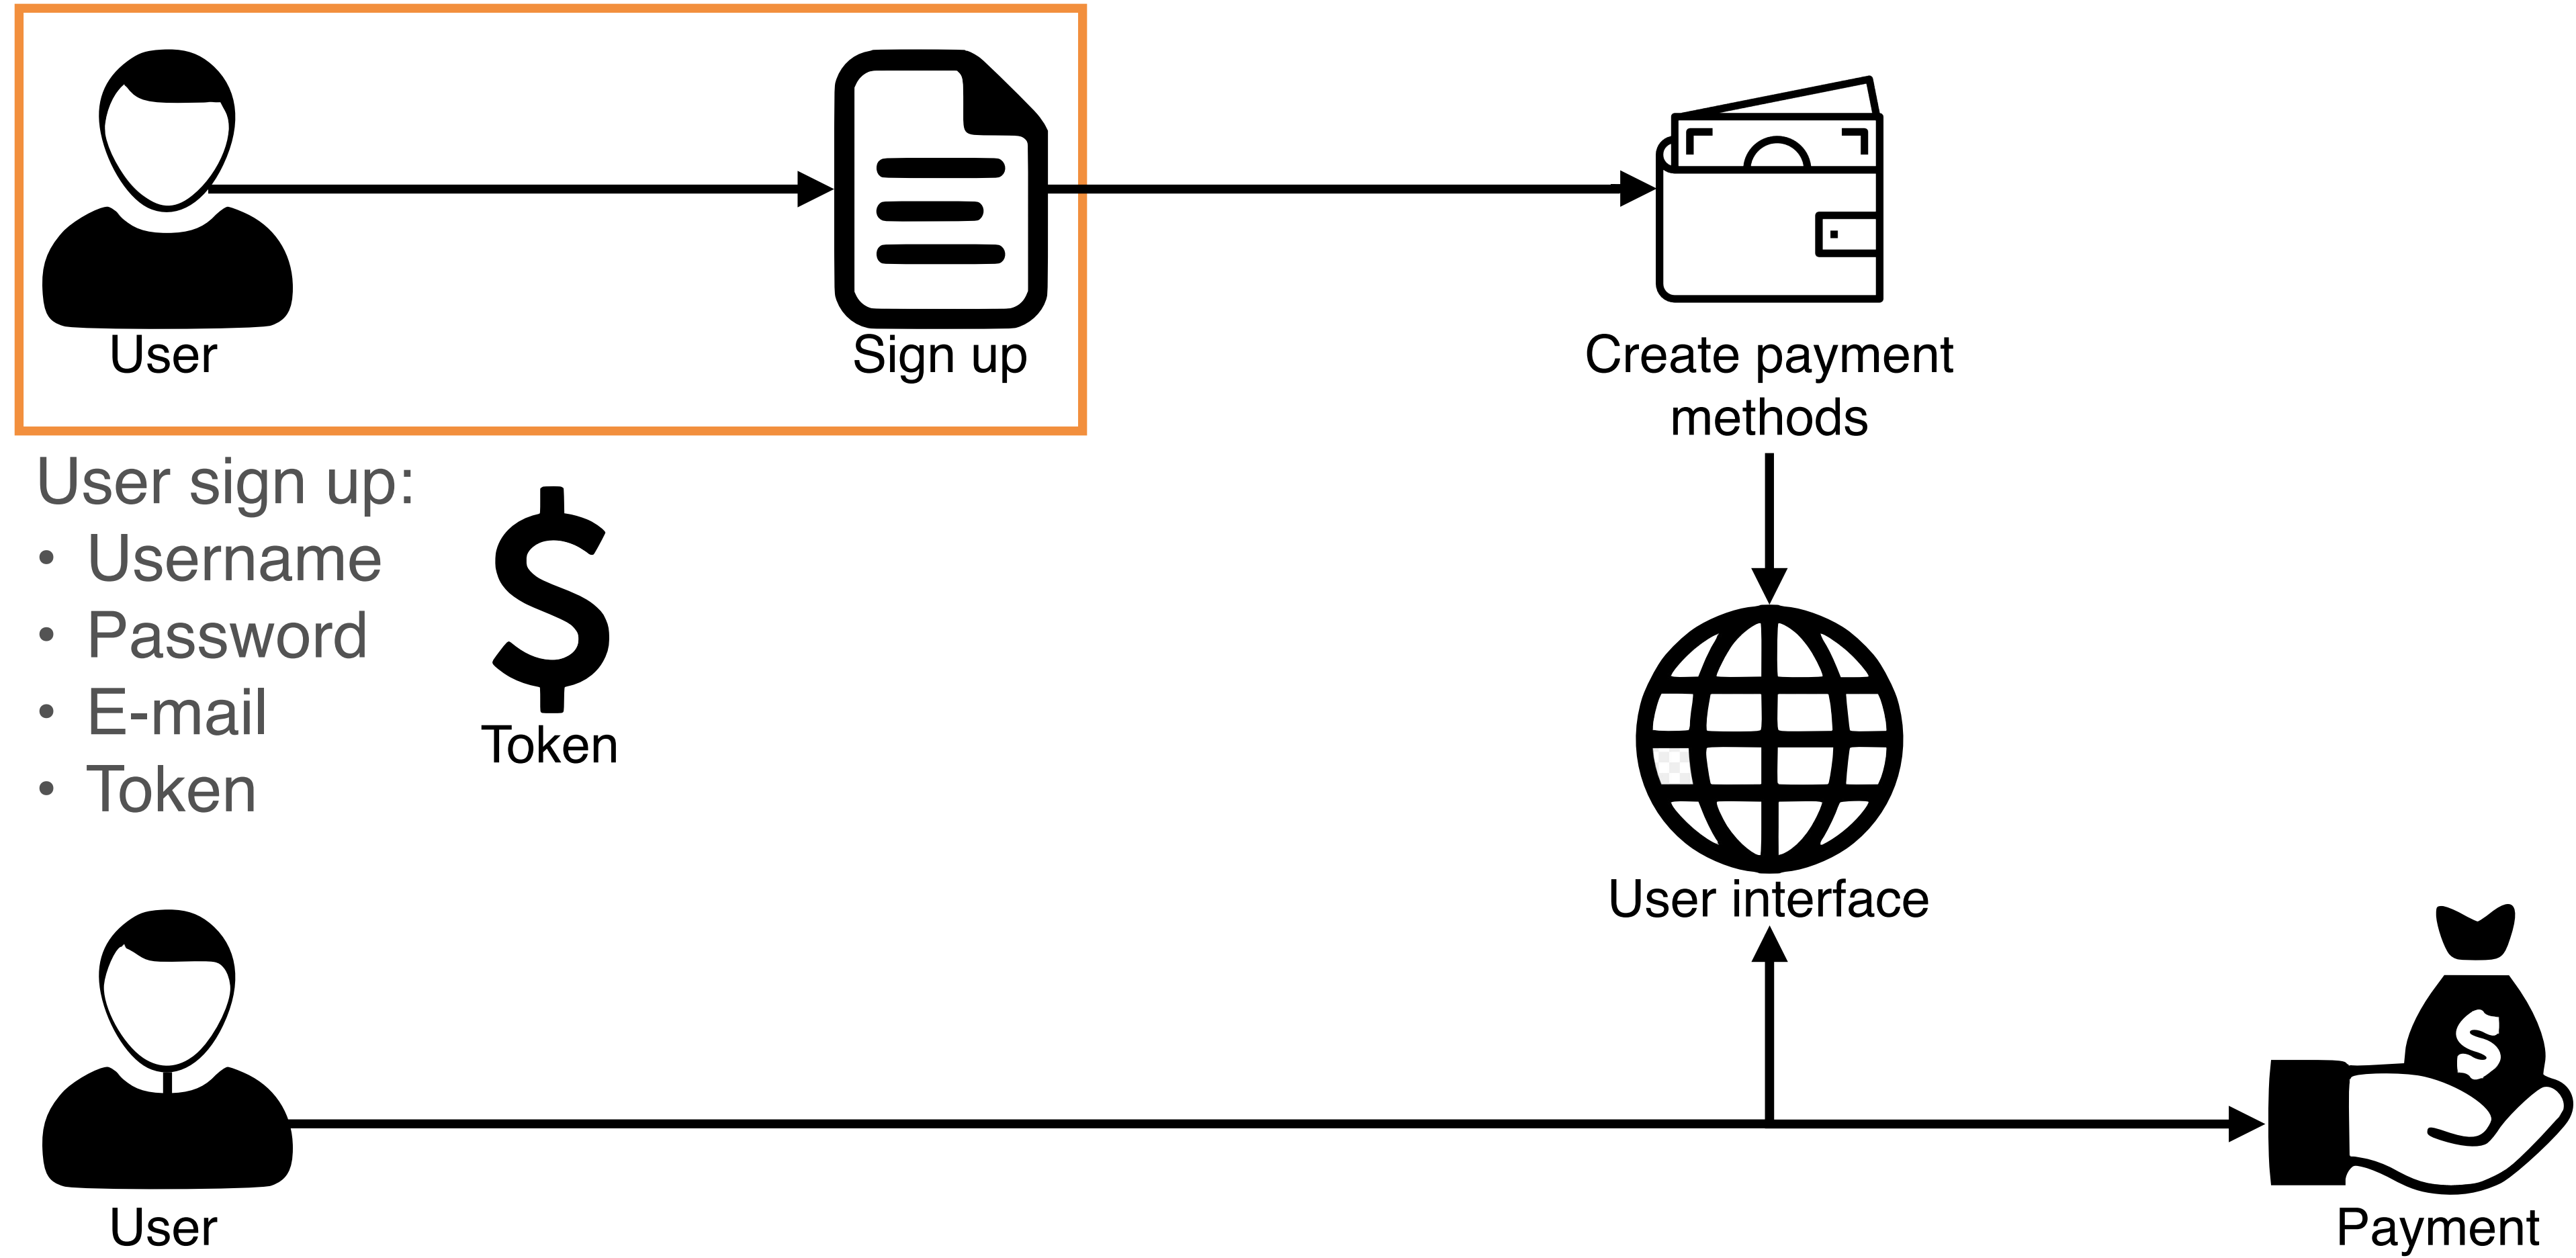 User
Sign up
Create payment
methods
User sign up:
• Username
• Password
• E-mail
• Token
Token
User interface
$
User
Payment